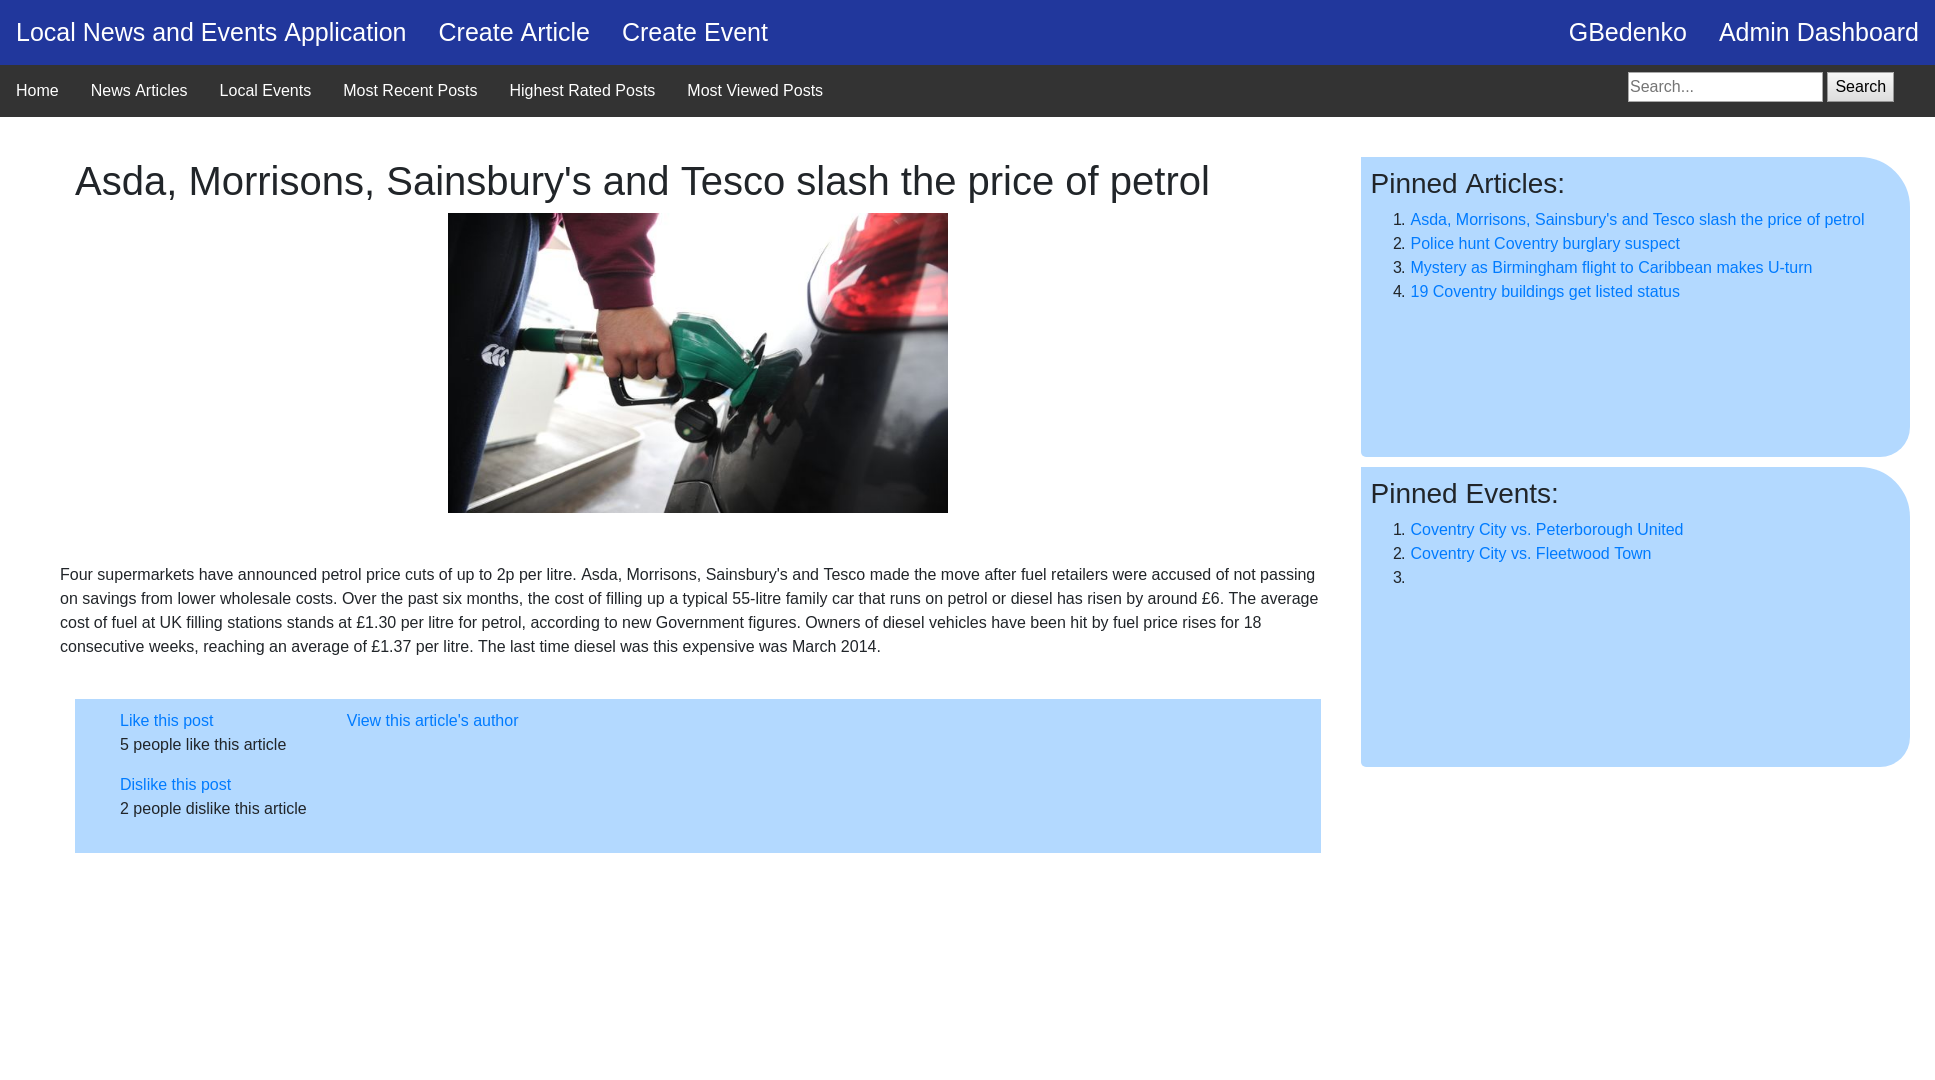 Local News and Events Application Create Article Create Event GBedenko Admin Dashboard
Home News Articles Local Events Most Recent Posts Highest Rated Posts Most Viewed Posts Search... Search
Asda, Morrisons, Sainsbury's and Tesco slash the price of petrol
Four supermarkets have announced petrol price cuts of up to 2p per litre. Asda, Morrisons, Sainsbury's and Tesco made the move after fuel retailers were accused of not passing
on savings from lower wholesale costs. Over the past six months, the cost of filling up a typical 55-litre family car that runs on petrol or diesel has risen by around £6. The average
cost of fuel at UK filling stations stands at £1.30 per litre for petrol, according to new Government figures. Owners of diesel vehicles have been hit by fuel price rises for 18
consecutive weeks, reaching an average of £1.37 per litre. The last time diesel was this expensive was March 2014.
Like this post View this article's author
5 people like this article
Dislike this post
2 people dislike this article
Pinned Articles:
1. Asda, Morrisons, Sainsbury's and Tesco slash the price of petrol
2. Police hunt Coventry burglary suspect
3. Mystery as Birmingham flight to Caribbean makes U-turn
4. 19 Coventry buildings get listed status
Pinned Events:
1. Coventry City vs. Peterborough United
2. Coventry City vs. Fleetwood Town
3.